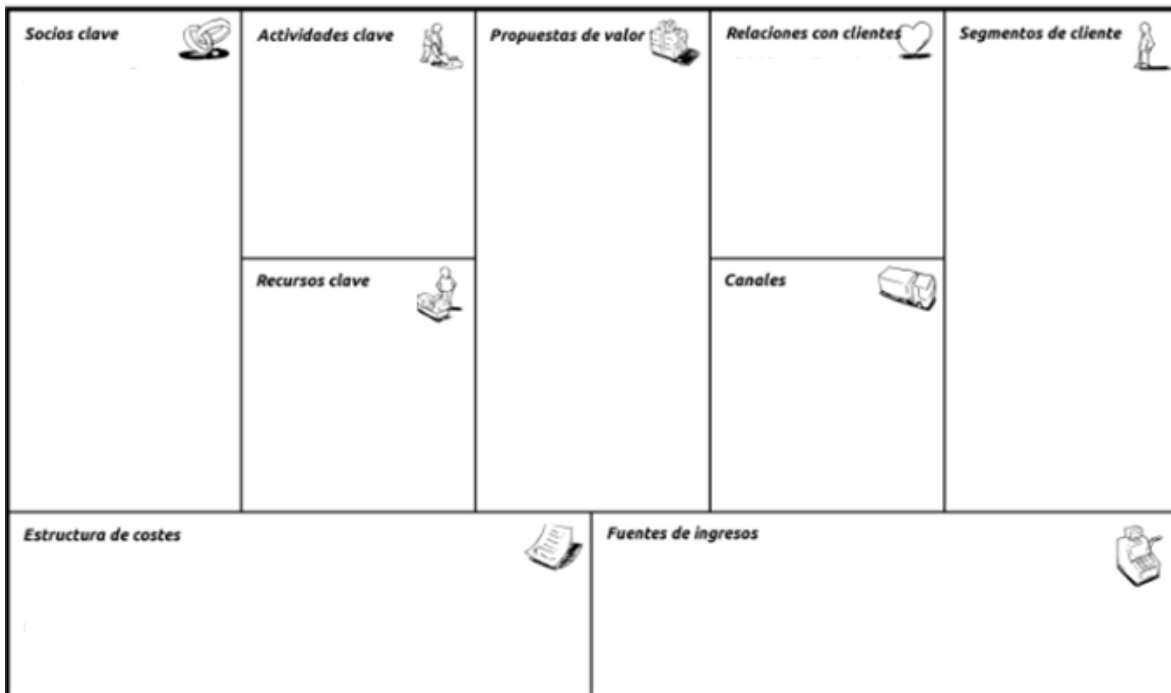 Socios clave
Actividades clave
Propuestas de valor
Relaciones con clientes
Segmentos de cliente
Recursos clave
Canales
Estructura de costes
Fuentes de ingresos